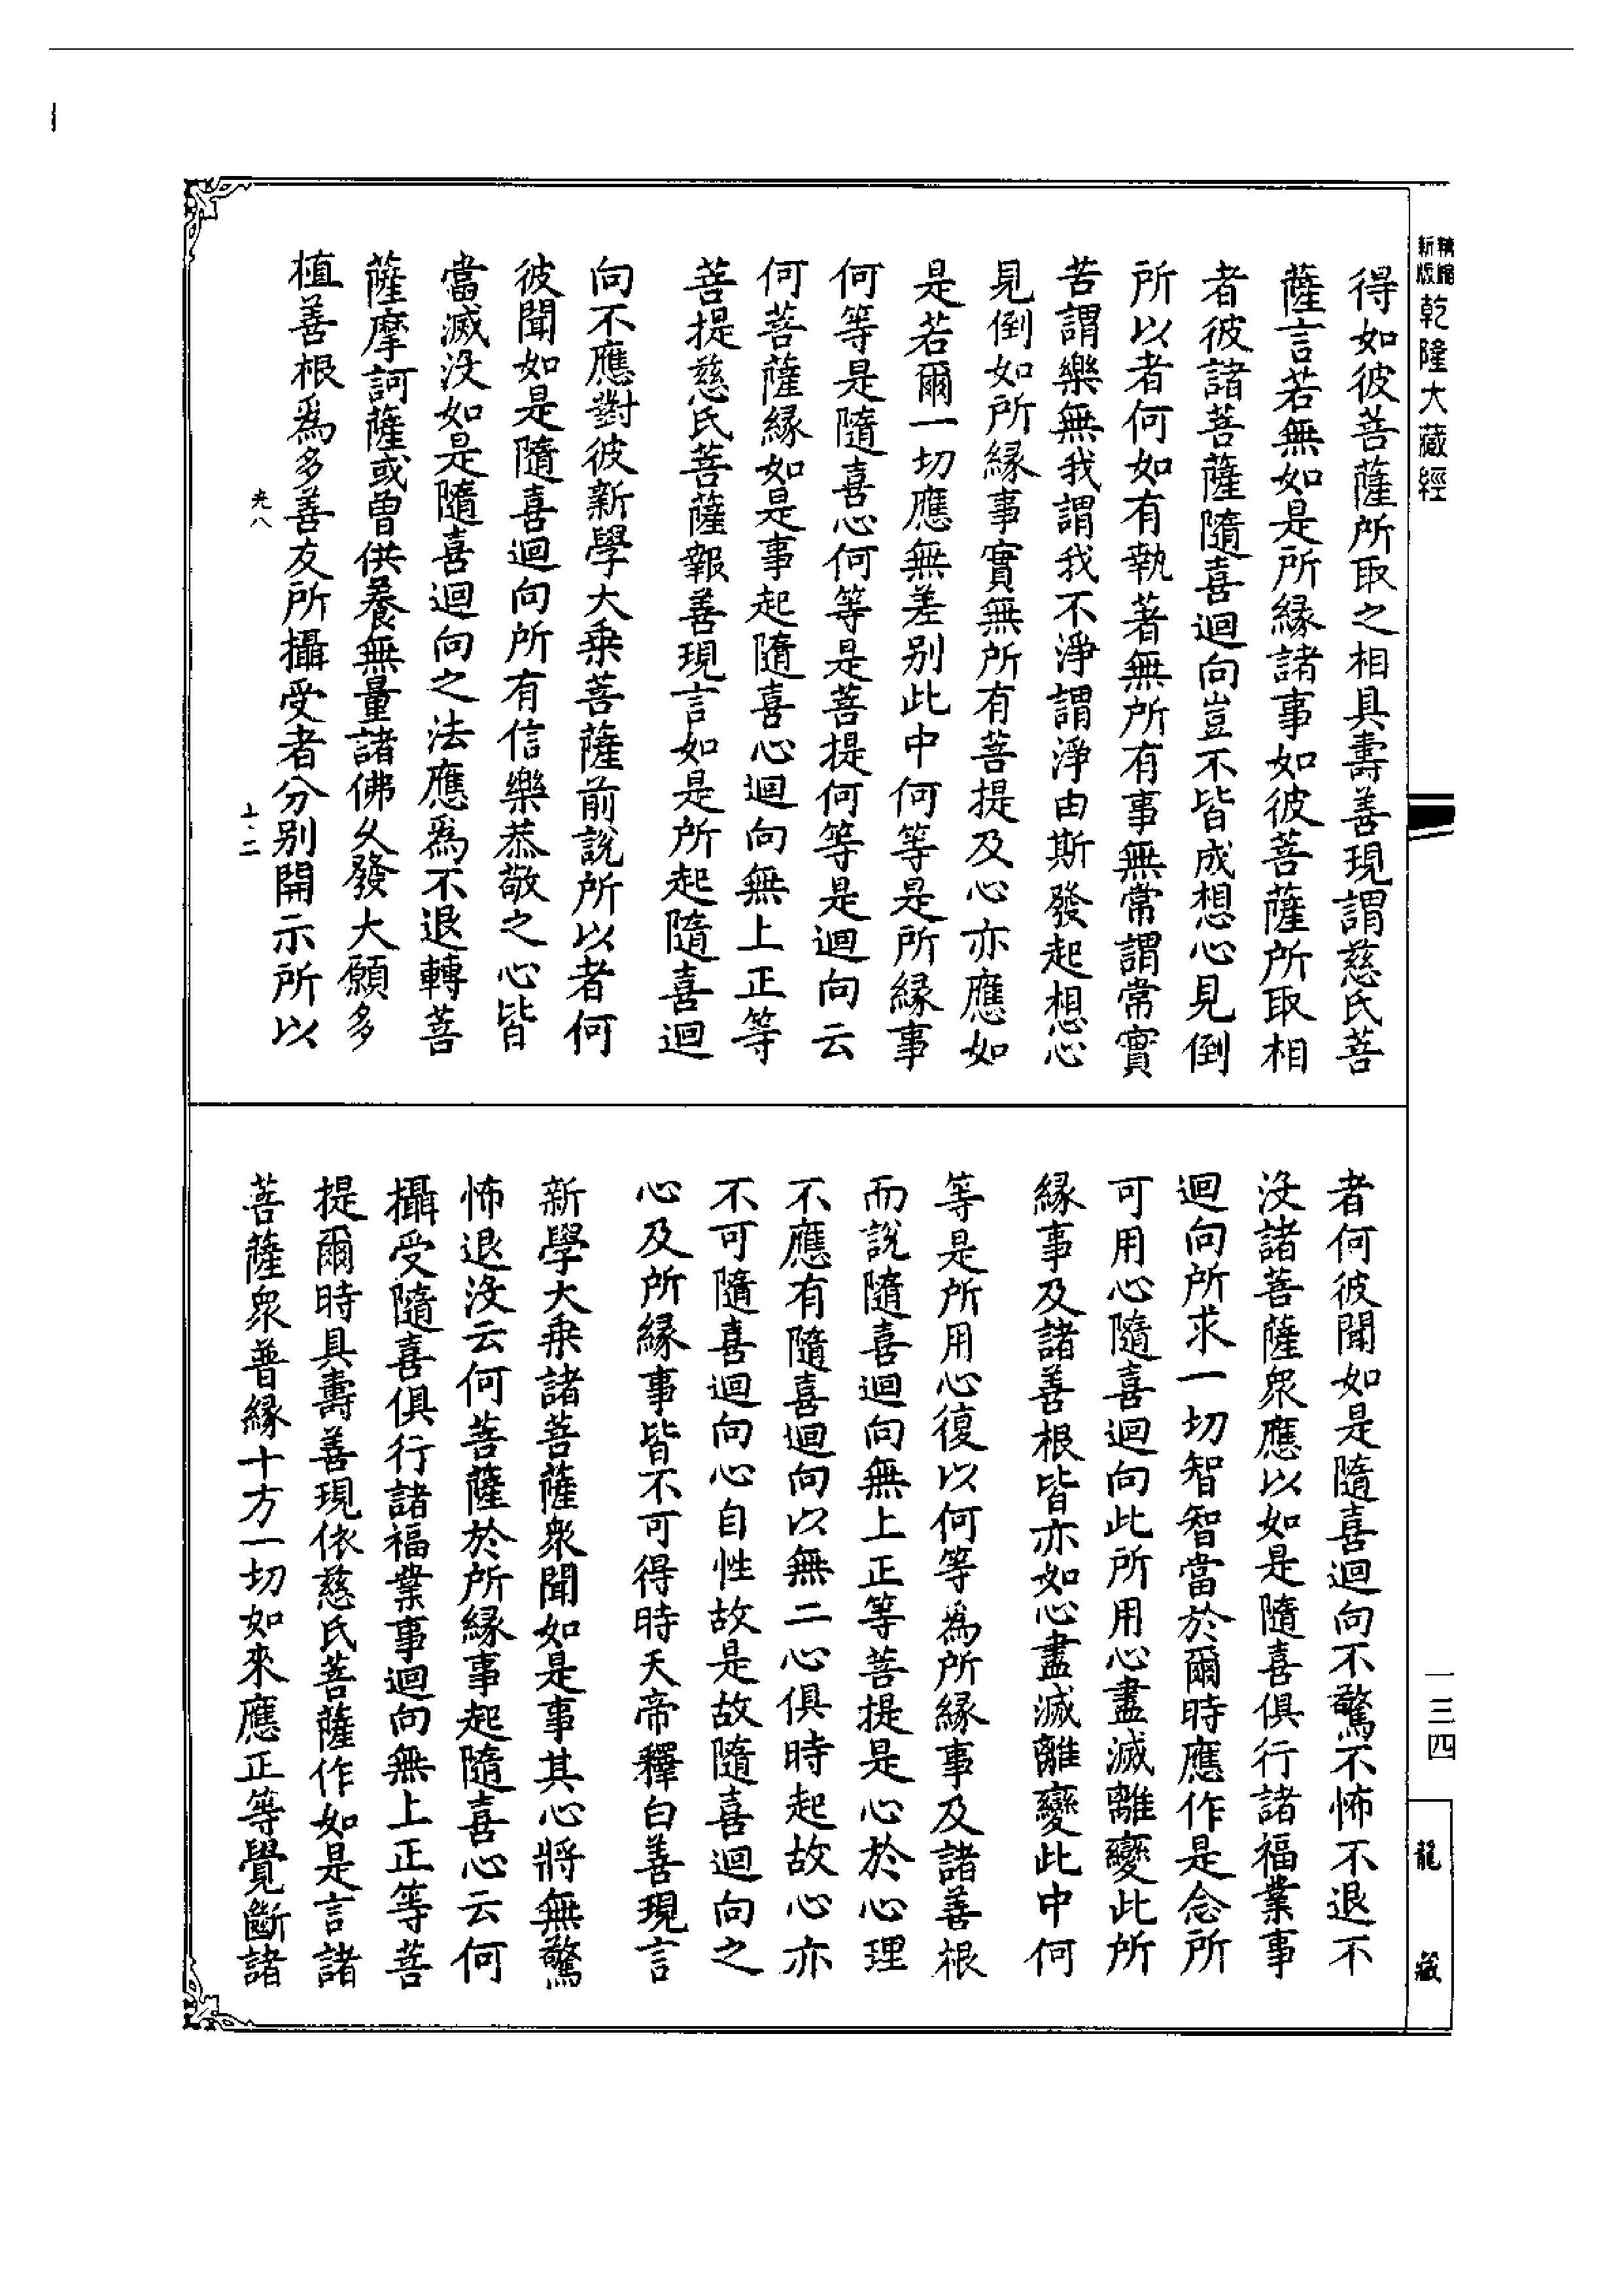 精縮
新版
乾隆大藏經
得如彼菩薩所取之相具壽善現謂慈氏菩
薩言若無如是所緣諸事如彼菩薩所取相
者彼諸菩薩隨喜迴向豈不皆成想心見倒
所以者何如有執著無所有事無常謂常實
苦謂樂無我謂我不淨謂淨由斯發起想心
見倒如所緣事實無所有菩提及心亦應如
是若爾一切應無差別此中何等是所緣事
何等是隨喜心何等是菩提何等是迴向云
何菩薩緣如是事起隨喜心迴向無上正等
菩提慈氏菩薩報善現言如是所起隨喜迴
向不應對彼新學大乘菩薩前說所以者何
彼聞如是隨喜迴向所有信樂恭敬之心皆
當滅沒如是隨喜迴向之法應爲不退轉菩
薩摩訶薩或曾供養無量諸佛久發大願多
植善根爲多善友所攝受者分別開示所以
者何彼聞如是隨喜迴向不驚不怖不退不
沒諸菩薩衆應以如是隨喜俱行諸福業事
迴向所求一切智智當於爾時應作是念所
可用心隨喜迴向此所用心盡滅離變此所
緣事及諸善根皆亦如心盡滅離變此中何
等是所用心復以何等爲所緣事及諸善根
而說隨喜迴向無上正等菩提是心於心理
不應有隨喜迴向以無二心俱時起故心亦
不可隨喜迴向心自性故是故隨喜迴向之
心及所緣事皆不可得時天帝釋白善現言
新學大乘諸菩薩衆聞如是事其心將無驚
怖退沒云何菩薩於所緣事起隨喜心云何
攝受隨喜俱行諸福業事迴向無上正等菩
提爾時具壽善現依慈氏菩薩作如是言諸
菩薩衆普緣十方一切如來應正等覺斷諸
一三四
龍藏